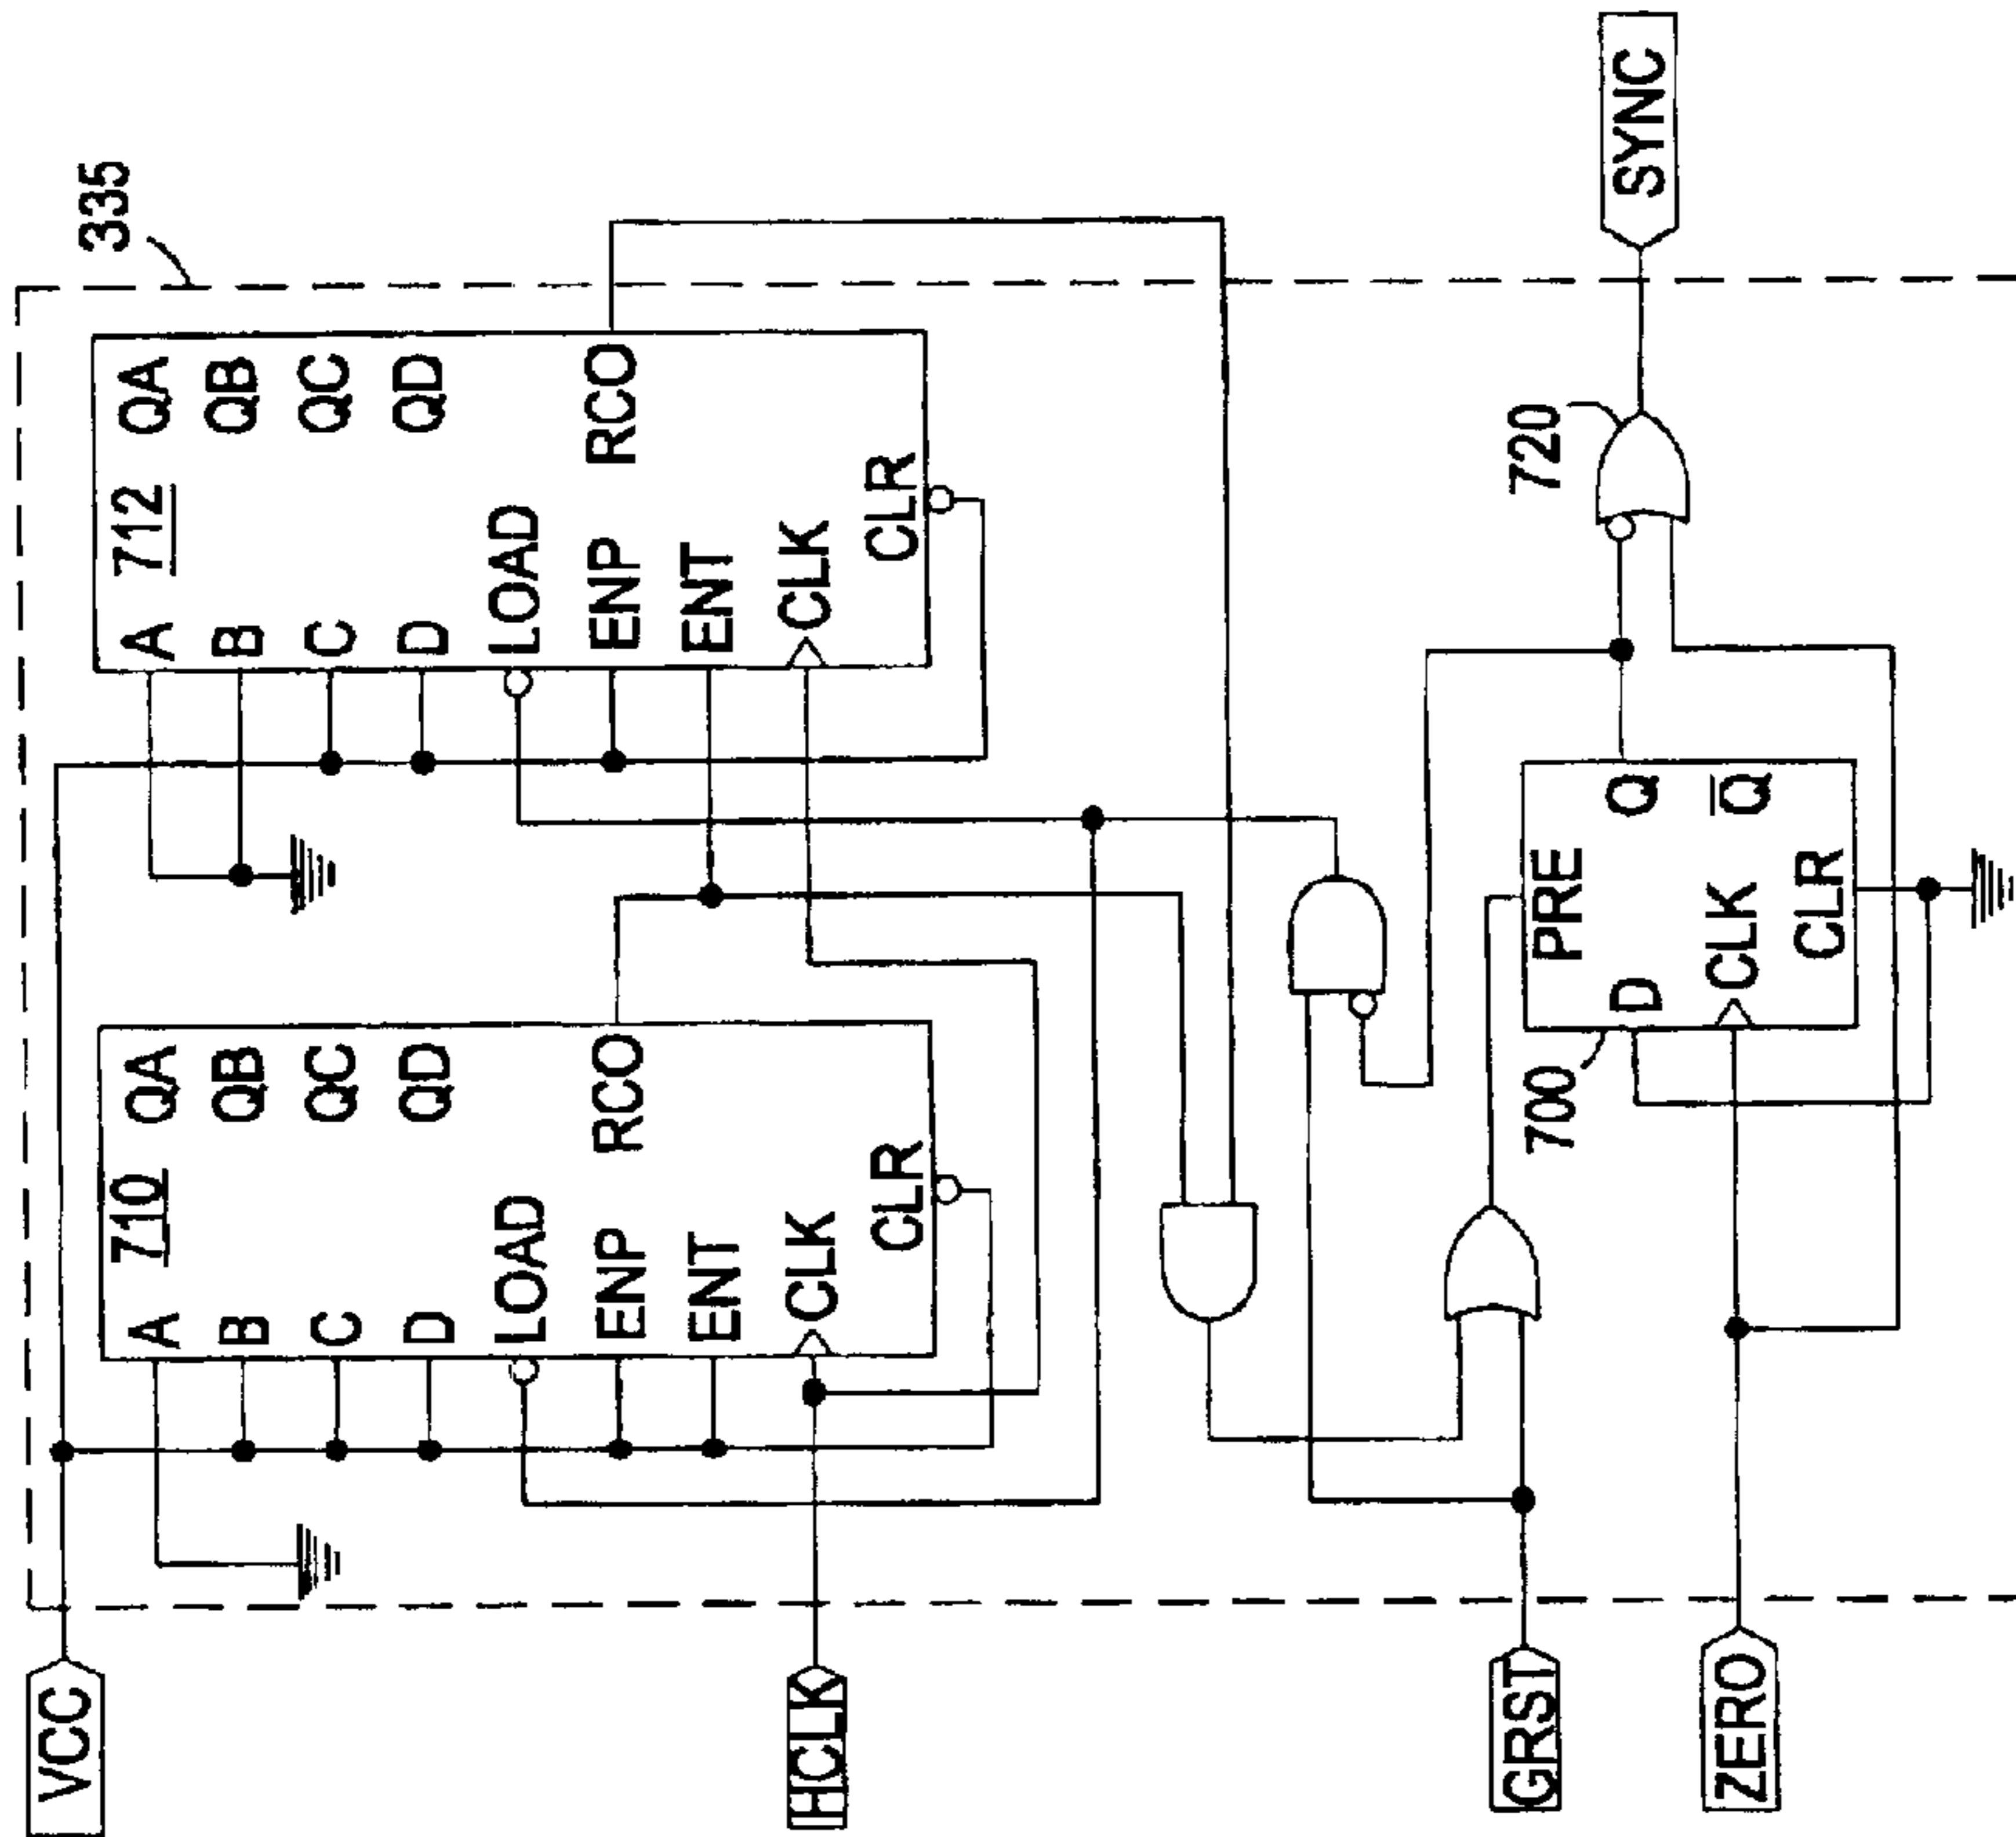 335
VCC
HCLK
GRST
ZERO
SYNC
710
A
B
C
D
LOAD
ENP
ENT
CLK
CLR
QA
QB
QC
QD
RCO
712
A
B
C
D
LOAD
ENP
ENT
CLK
CLR
QA
QB
QC
QD
RCO
700
D
PRE
CLK
CLR
Q
Q̅
720